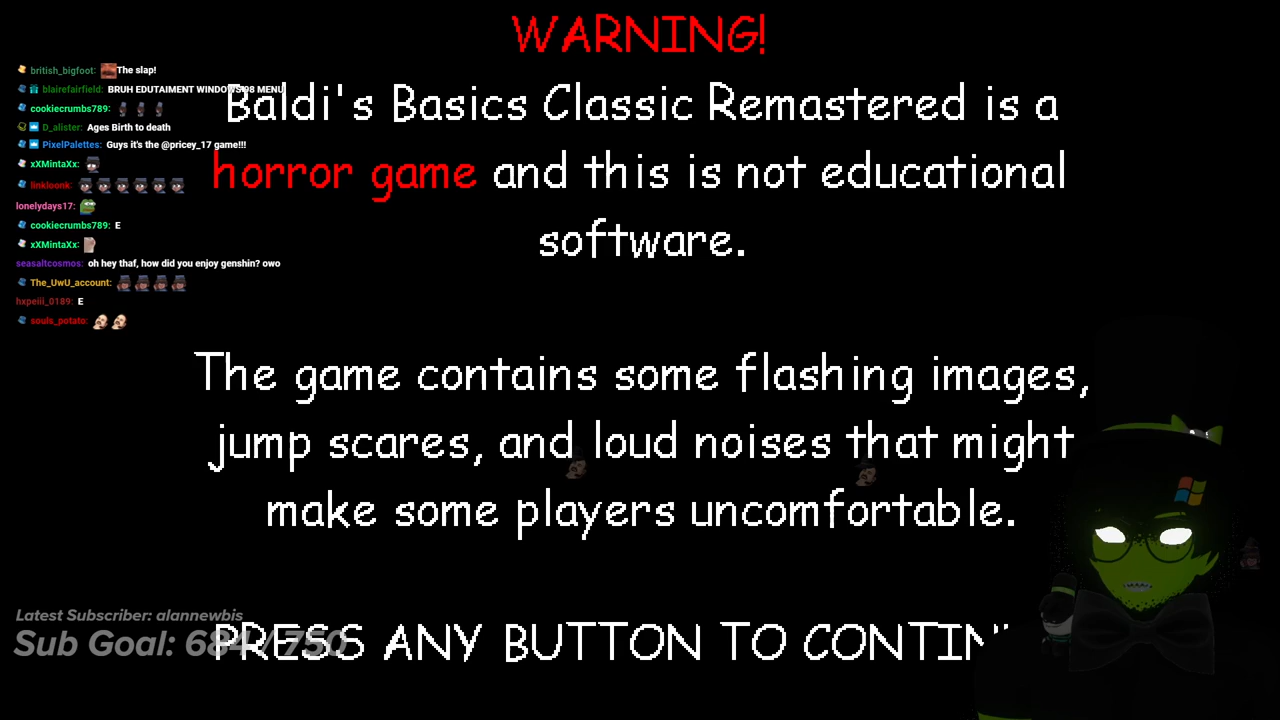 WARNING!
british_bigfoot: The slap!
blairefairfield: BRUH EDUTAIMENT WINDOWS98 MENU
Baldi's Basics Classic Remastered is a
cookiecrumbs789:
D_alister: Ages Birth to death
PixelPalettes: Guys it's the @pricey_17 game!!!
xXMintaXx:
horror game and this is not educational
linkloonk:
lonelydays17:
cookiecrumbs789: E
software.
xXMintaXx:
seasaltcosmos: oh hey thaf, how did you enjoy genshin? owo
The_UwU_account:
hxpeiii_0189: E
souls_potato:
The game contains some flashing images,
jump scares, and loud noises that might
make some players uncomfortable.
Latest Subscriber: alannewbis
Sub Goal: 684 / 750
PRESS ANY BUTTON TO CONTIN